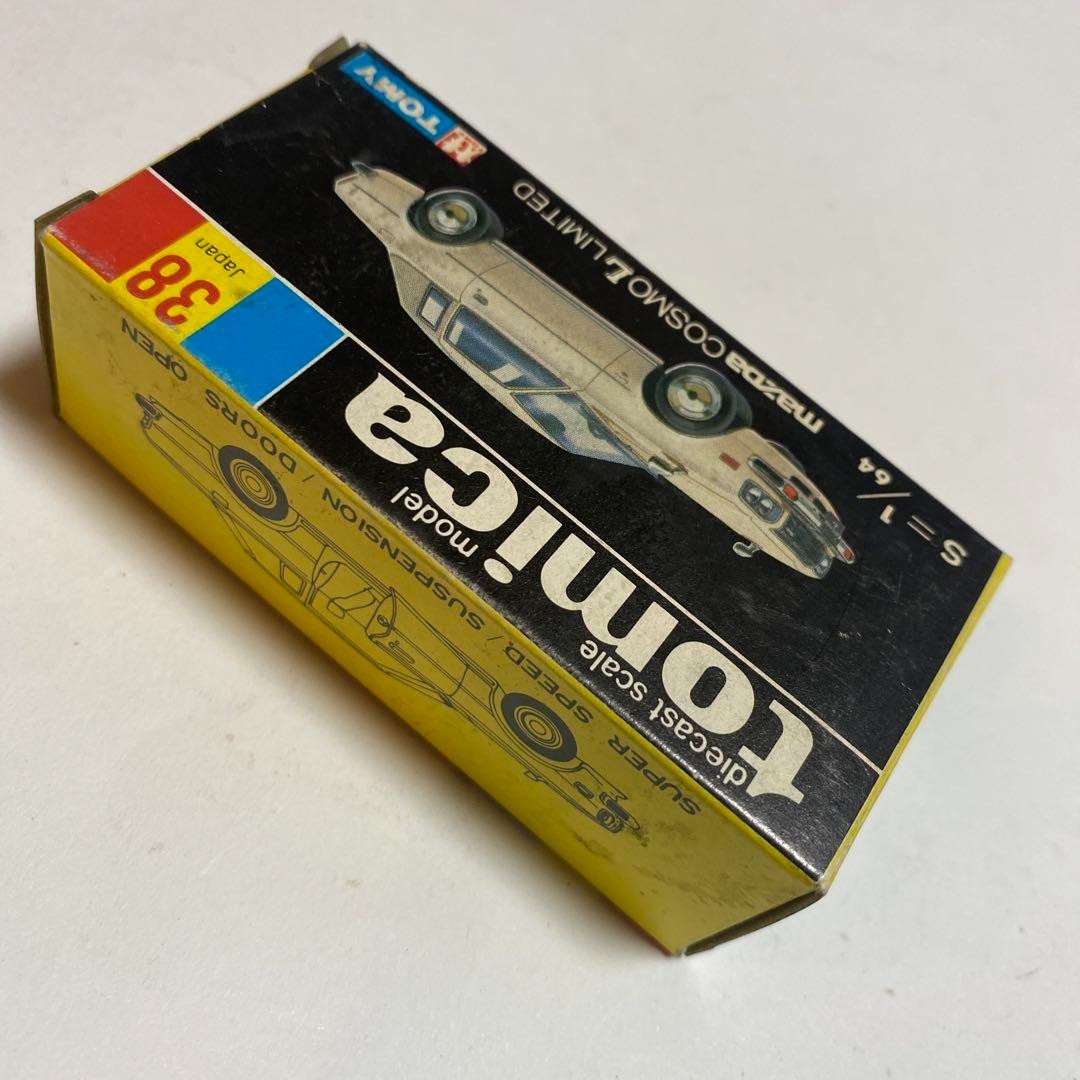 TOMY
mazda COSMO L LIMITED
S = 1/64
38
Japan
tomica
diecast scale model
SUPER SPEED / SUSPENSION / DOORS OPEN